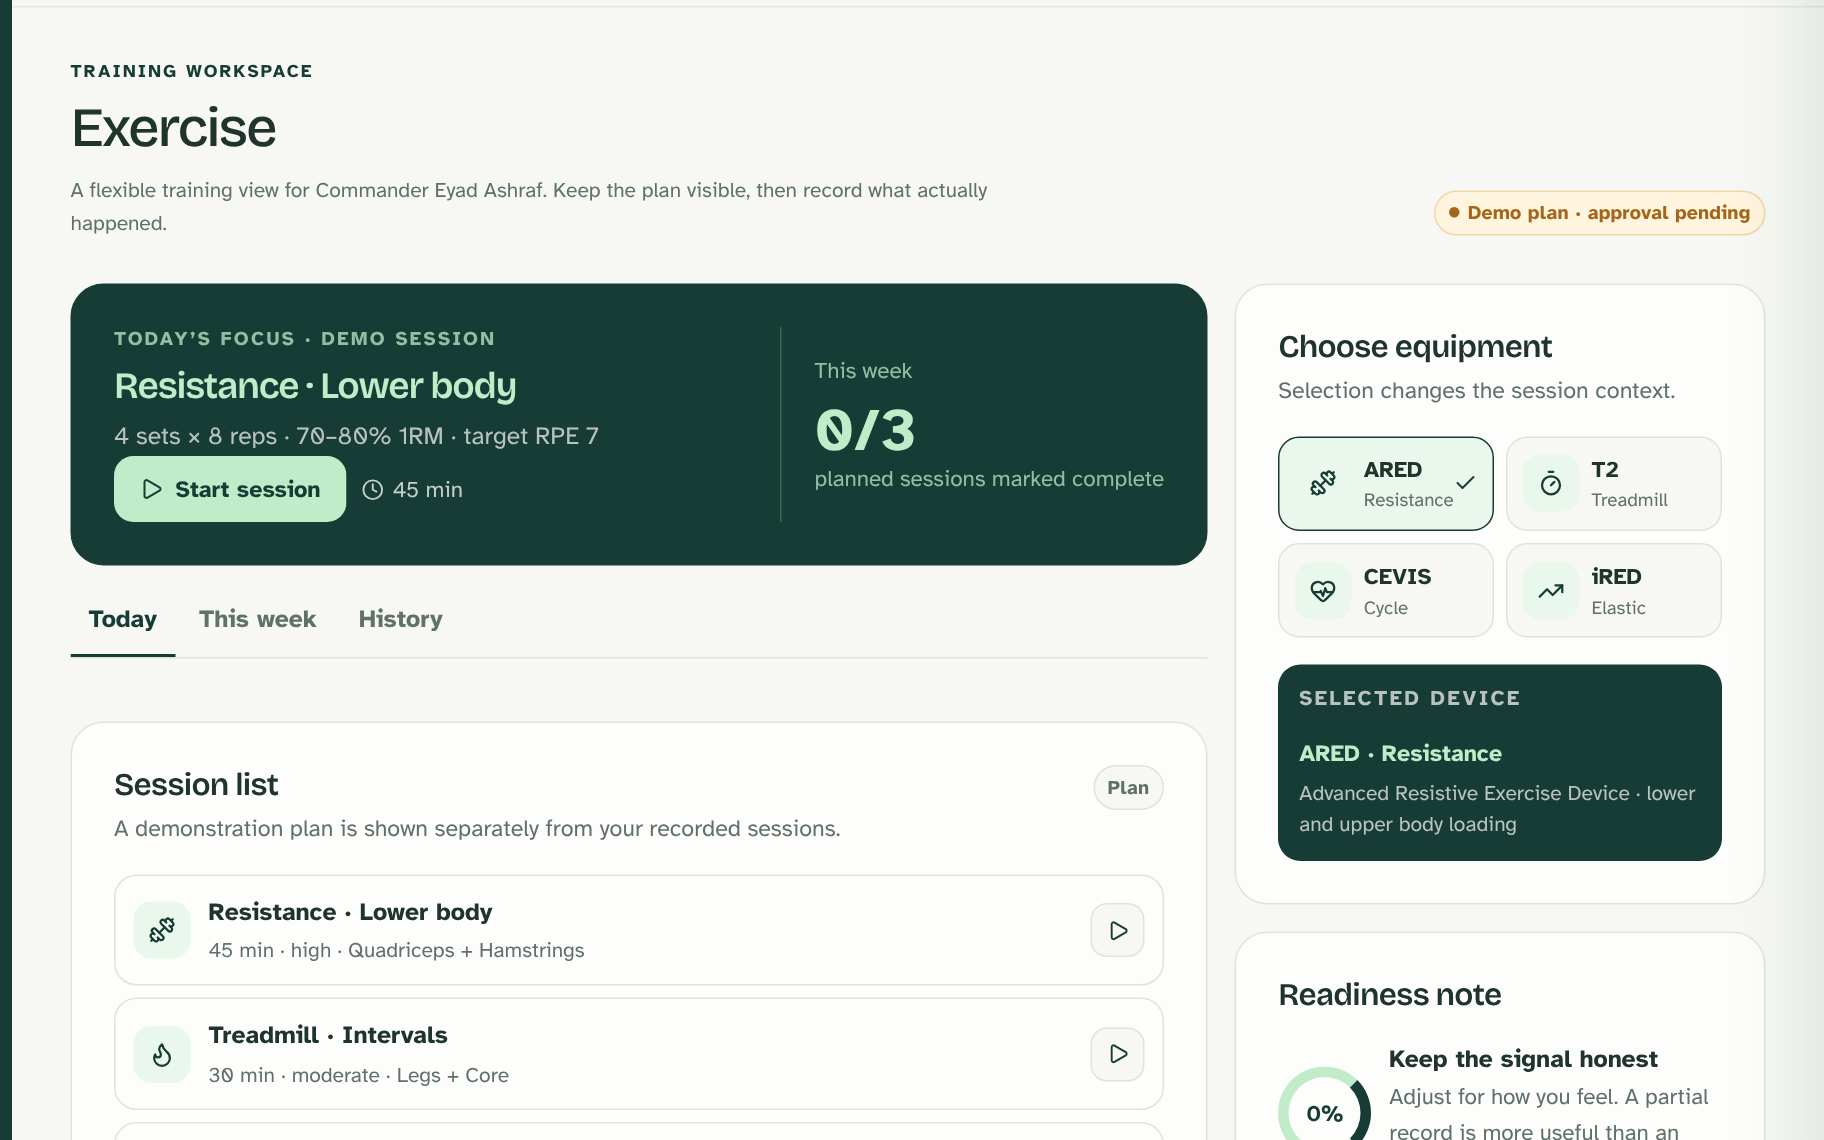 TRAINING WORKSPACE
Exercise
A flexible training view for Commander Eyad Ashraf. Keep the plan visible, then record what actually
happened.
Demo plan · approval pending
TODAY’S FOCUS · DEMO SESSION
Resistance · Lower body
4 sets × 8 reps · 70–80% 1RM · target RPE 7
Start session
45 min
This week
0/3
planned sessions marked complete
Today
This week
History
Session list
Plan
A demonstration plan is shown separately from your recorded sessions.
Resistance · Lower body
45 min · high · Quadriceps + Hamstrings
Treadmill · Intervals
30 min · moderate · Legs + Core
Choose equipment
Selection changes the session context.
ARED
Resistance
T2
Treadmill
CEVIS
Cycle
iRED
Elastic
SELECTED DEVICE
ARED · Resistance
Advanced Resistive Exercise Device · lower
and upper body loading
Readiness note
0%
Keep the signal honest
Adjust for how you feel. A partial
record is more useful than an